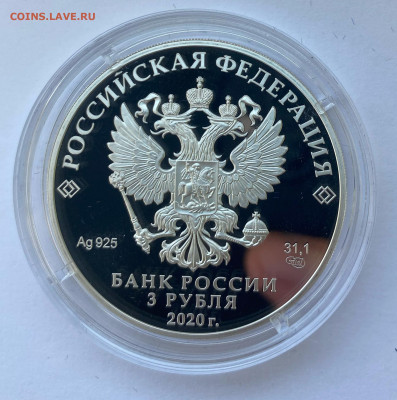 COINS.LAVE.RU
РОССИЙСКАЯ ФЕДЕРАЦИЯ
Ag 925
31,1
БАНК РОССИИ
3 РУБЛЯ
2020 г.